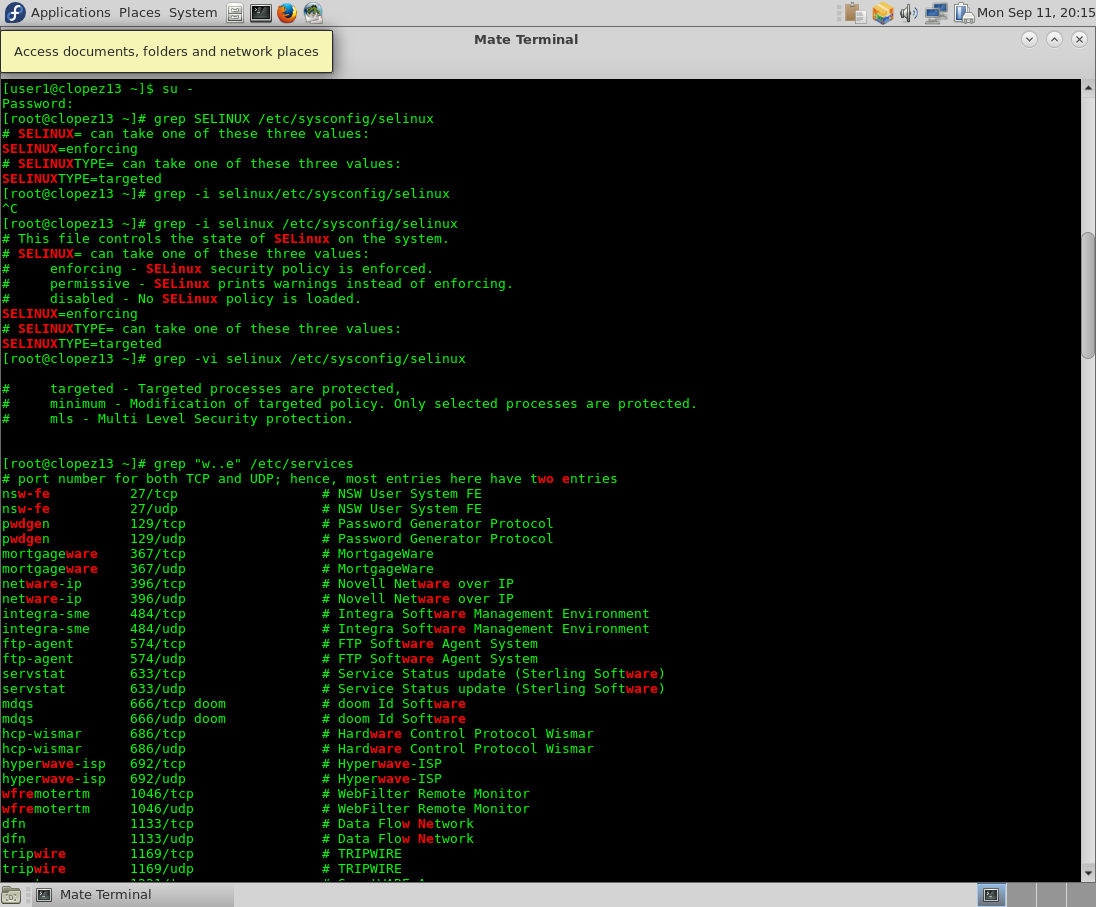 Applications Places System Mon Sep 11, 20:15
Access documents, folders and network places
Mate Terminal
[user1@clopez13 ~]$ su -
Password:
[root@clopez13 ~]# grep SELINUX /etc/sysconfig/selinux
# SELINUX= can take one of these three values:
SELINUX=enforcing
# SELINUXTYPE= can take one of these three values:
SELINUXTYPE=targeted
[root@clopez13 ~]# grep -i selinux/etc/sysconfig/selinux
^C
[root@clopez13 ~]# grep -i selinux /etc/sysconfig/selinux
# This file controls the state of SELinux on the system.
# SELINUX= can take one of these three values:
#     enforcing - SELinux security policy is enforced.
#     permissive - SELinux prints warnings instead of enforcing.
#     disabled - No SELinux policy is loaded.
SELINUX=enforcing
# SELINUXTYPE= can take one of these three values:
SELINUXTYPE=targeted
[root@clopez13 ~]# grep -vi selinux /etc/sysconfig/selinux
#     targeted - Targeted processes are protected,
#     minimum - Modification of targeted policy. Only selected processes are protected.
#     mls - Multi Level Security protection.
[root@clopez13 ~]# grep "w..e" /etc/services
# port number for both TCP and UDP; hence, most entries here have two entries
nsw-fe          27/tcp                  # NSW User System FE
nsw-fe          27/udp                  # NSW User System FE
pwdgen          129/tcp                 # Password Generator Protocol
pwdgen          129/udp                 # Password Generator Protocol
mortgageware    367/tcp                 # MortgageWare
mortgageware    367/udp                 # MortgageWare
netware-ip      396/tcp                 # Novell Netware over IP
netware-ip      396/udp                 # Novell Netware over IP
integra-sme     484/tcp                 # Integra Software Management Environment
integra-sme     484/udp                 # Integra Software Management Environment
ftp-agent       574/tcp                 # FTP Software Agent System
ftp-agent       574/udp                 # FTP Software Agent System
servstat        633/tcp                 # Service Status update (Sterling Software)
servstat        633/udp                 # Service Status update (Sterling Software)
mdqs            666/tcp doom            # doom Id Software
mdqs            666/udp doom            # doom Id Software
hcp-wismar      686/tcp                 # Hardware Control Protocol Wismar
hcp-wismar      686/udp                 # Hardware Control Protocol Wismar
hyperwave-isp   692/tcp                 # Hyperwave-ISP
hyperwave-isp   692/udp                 # Hyperwave-ISP
wfremotertm     1046/tcp                # WebFilter Remote Monitor
wfremotertm     1046/udp                # WebFilter Remote Monitor
dfn             1133/tcp                # Data Flow Network
dfn             1133/udp                # Data Flow Network
tripwire        1169/tcp                # TRIPWIRE
tripwire        1169/udp                # TRIPWIRE
Mate Terminal